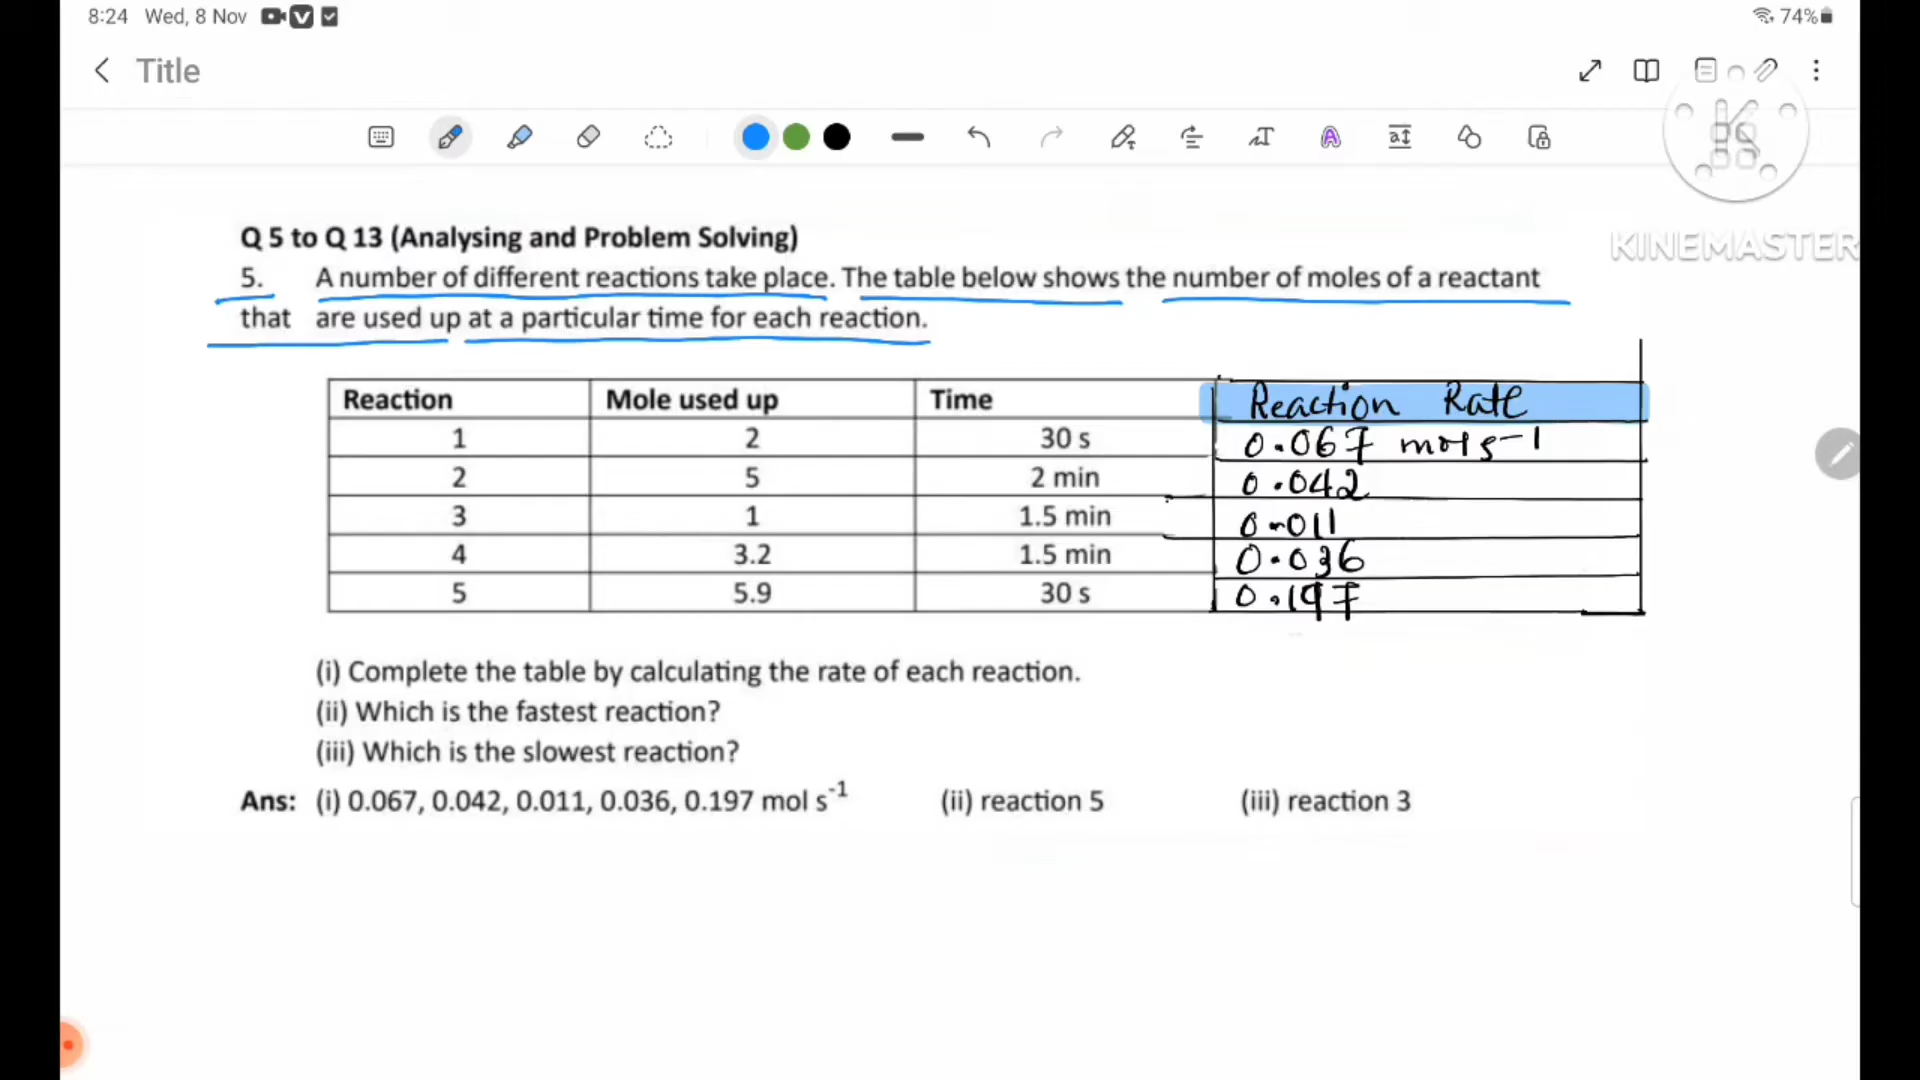 8:24 Wed, 8 Nov
74%
Title
KINEMASTER
Q 5 to Q 13 (Analysing and Problem Solving)
5. A number of different reactions take place. The table below shows the number of moles of a reactant
that are used up at a particular time for each reaction.
Reaction Mole used up Time Reaction Rate
1 2 30 s 0.067 mol s-1
2 5 2 min 0.042
3 1 1.5 min 0.011
4 3.2 1.5 min 0.036
5 5.9 30 s 0.197
(i) Complete the table by calculating the rate of each reaction.
(ii) Which is the fastest reaction?
(iii) Which is the slowest reaction?
Ans: (i) 0.067, 0.042, 0.011, 0.036, 0.197 mol s⁻¹ (ii) reaction 5 (iii) reaction 3